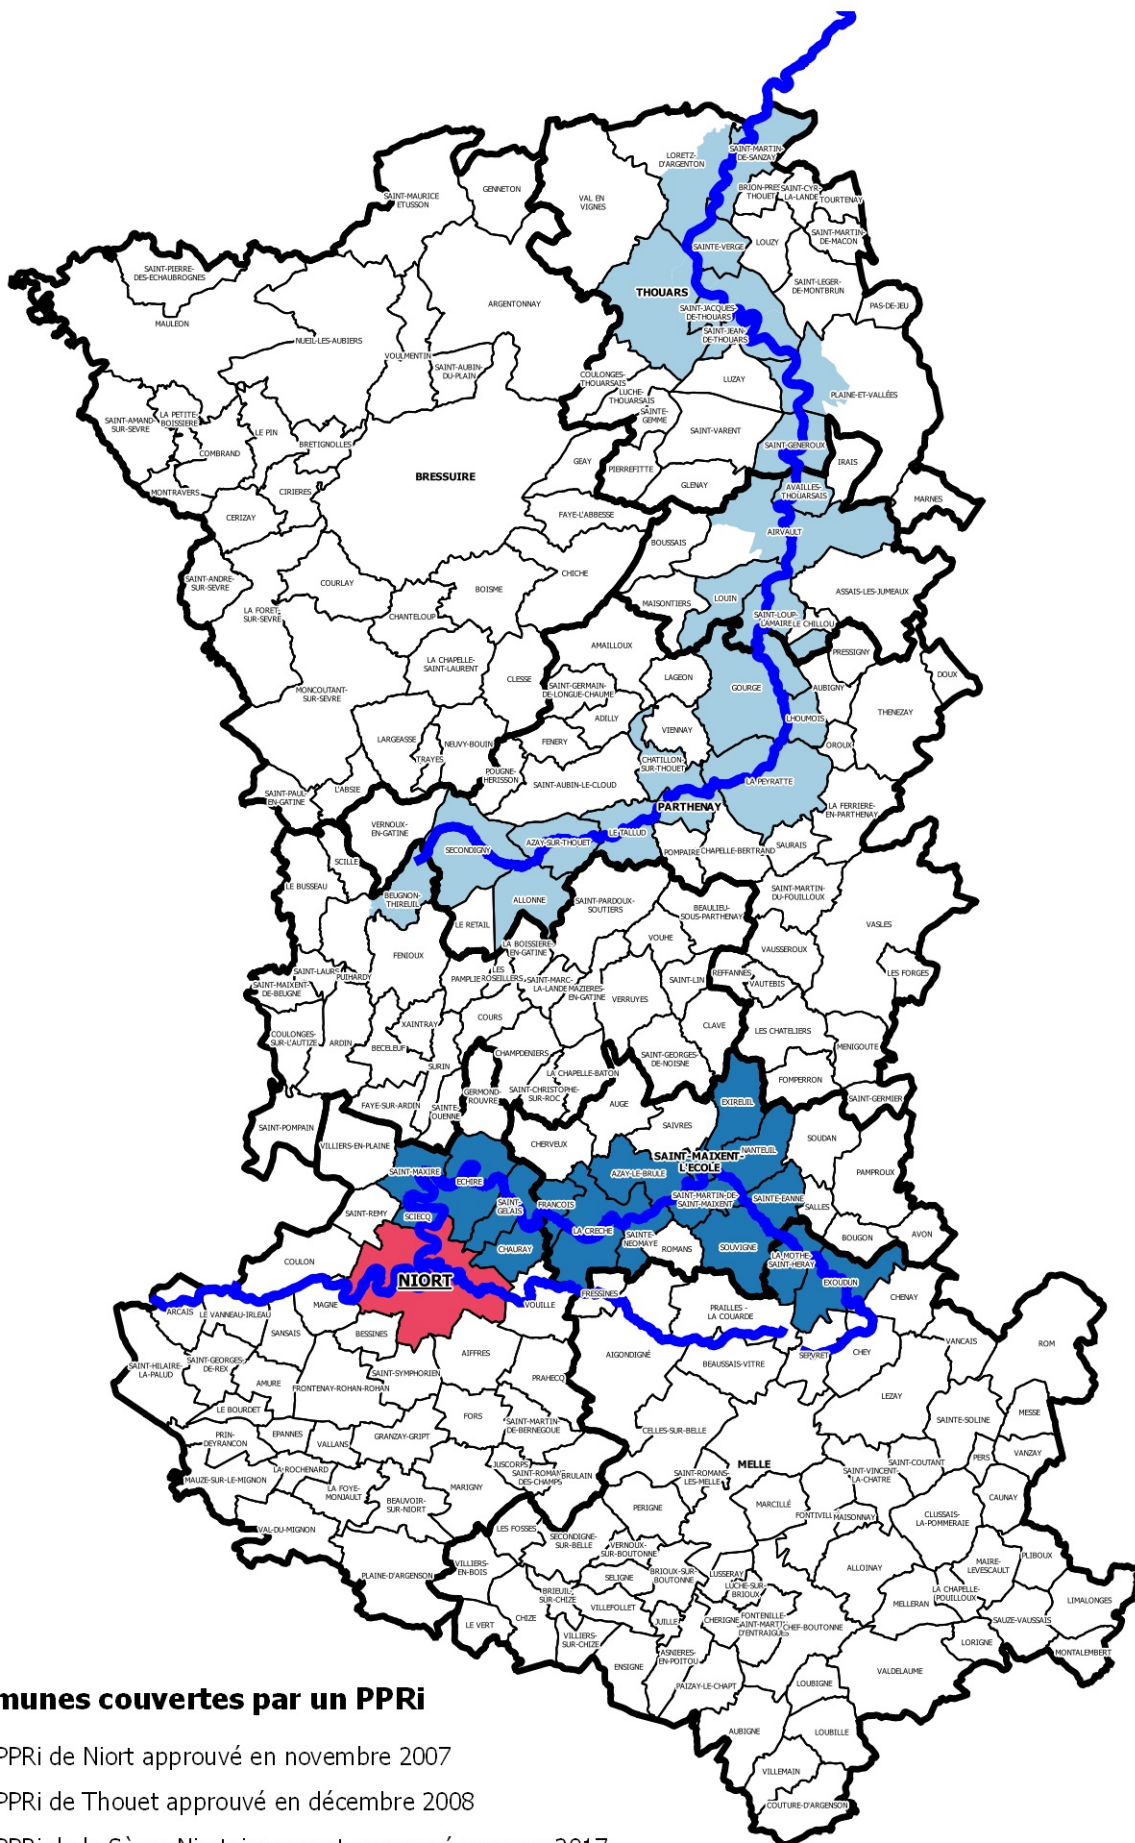 LORETZ-
D'ARGENTON
SAINT-MARTIN-
DE-SANZAY
SAINT-MAURICE
ETUSSON
GENNETON
VAL EN
VIGNES
BRION-PRES
THOUET
SAINT-CYR-
LA-LANDE
TOURTENAY
SAINTE-VERGE
LOUZY
SAINT-MARTIN-
DE-MACON
SAINT-PIERRE-
DES-ECHAUBROGNES
THOUARS
SAINT-LEGER-
DE-MONTBRUN
PAS-DE-JEU
MAULEON
ARGENTONNAY
SAINT-JACQUES-
DE-THOUARS
SAINT-JEAN-
DE-THOUARS
NUEIL-LES-AUBIERS
VOULMENTIN
SAINT-AUBIN-
DU-PLAIN
COULONGES-
THOUARSAIS
LUZAY
LUCHE-
THOUARSAIS
PLAINE-ET-VALLÉES
SAINT-AMAND-
SUR-SEVRE
LA PETITE-
BOISSIERE
SAINTE-
GEMME
LE PIN
SAINT-VARENT
COMBRAND
BRETIGNOLLES
SAINT-GENEROUX
GEAY
PIERREFITTE
IRAIS
BRESSUIRE
GLENAY
MONTRAVERS
CIRIERES
AVAILLES-
THOUARSAIS
MARNES
CERIZAY
FAYE-L'ABBESSE
AIRVAULT
BOUSSAIS
SAINT-ANDRE-
SUR-SEVRE
COURLAY
CHICHE
BOISME
ASSAIS-LES-JUMEAUX
LOUIN
MAISONTIERS
LA FORET-
SUR-SEVRE
CHANTELOUP
SAINT-LOUP-
LAMAIRE
LE CHILLOU
AMAILLOUX
PRESSIGNY
LA CHAPELLE-
SAINT-LAURENT
CLESSE
LAGEON
DOUX
GOURGE
AUBIGNY
SAINT-GERMAIN-
DE-LONGUE-CHAUME
MONCOUTANT-
SUR-SEVRE
ADILLY
LHOUMOIS
THENEZAY
VIENNAY
LARGEASSE
NEUVY-BOUIN
FENERY
OROUX
TRAYES
CHATILLON-
SUR-THOUET
POUGNE-
HERISSON
SAINT-AUBIN-LE-CLOUD
LA PEYRATTE
L'ABSIE
SAINT-PAUL-
EN-GATINE
PARTHENAY
LA FERRIERE-
EN-PARTHENAY
VERNOUX-
EN-GATINE
LE TALLUD
AZAY-SUR-THOUET
SECONDIGNY
SAURAIS
POMPAIRE
CHAPELLE-BERTRAND
SCILLE
LE BUSSEAU
SAINT-MARTIN-
DU-FOUILLOUX
BEUGNON-
THIREUIL
ALLONNE
SAINT-PARDOUX-
SOUTIERS
BEAULIEU-
SOUS-PARTHENAY
VASLES
LE RETAIL
VOUHE
LA BOISSIERE-
EN-GATINE
VAUSSEROUX
FENIOUX
SAINT-LAURS
PUIHARDY
PAMPLIE
LES
GROSEILLERS
SAINT-MARC-
LA-LANDE
MAZIERES-
EN-GATINE
SAINT-LIN
REFFANNES
VAUTEBIS
LES FORGES
SAINT-MAIXENT-
DE-BEUGNE
VERRUYES
COURS
XAINTRAY
CLAVE
LES CHATELIERS
COULONGES-
SUR-L'AUTIZE
ARDIN
BECELEUF
MENIGOUTE
CHAMPDENIERS
SAINT-GEORGES-
DE-NOISNE
SURIN
LA CHAPELLE-BATON
FOMPERRON
GERMOND-
ROUVRE
SAINT-CHRISTOPHE-
SUR-ROC
EXIREUIL
SAINT-GERMIER
FAYE-SUR-ARDIN
SAINTE-
OUENNE
AUGE
SAIVRES
SAINT-POMPAIN
VILLIERS-EN-PLAINE
CHERVEUX
SOUDAN
NANTEUIL
SAINT-MAIXENT-
L'ECOLE
SAINT-MAXIRE
ECHIRE
AZAY-LE-BRULE
PAMPROUX
SAINT-
GELAIS
FRANCOIS
SAINT-MARTIN-DE-
SAINT-MAIXENT
SAINTE-EANNE
SALLES
SAINT-REMY
SCIECQ
LA CRECHE
AVON
BOUGON
SAINTE-
NEOMAYE
ROMANS
SOUVIGNE
CHAURAY
LA MOTHE-
SAINT-HERAY
COULON
NIORT
EXOUDUN
FRESSINES
CHENAY
VOUILLE
MAGNE
ARCAIS
LE VANNEAU-IRLEAU
PRAILLES -
LA COUARDE
SANSAIS
BESSINES
VANCAIS
ROM
AIFFRES
AIGONDIGNÉ
SEPVRET
CHEY
SAINT-HILAIRE-
LA-PALUD
SAINT-GEORGES-
DE-REX
BEAUSSAIS-VITRE
SAINT-SYMPHORIEN
PRAHECQ
AMURE
FRONTENAY-ROHAN-ROHAN
LEZAY
LE BOURDET
FORS
SAINTE-SOLINE
MESSE
SAINT-MARTIN-
DE-BERNEGOUE
CELLES-SUR-BELLE
EPANNES
PRIN-
DEYRANCON
GRANZAY-GRIPT
VALLANS
VANZAY
PERS
JUSCORPS
MELLE
SAINT-COUTANT
LA ROCHENARD
SAINT-ROMANS-
DES-CHAMPS
BRULAIN
SAINT-ROMANS-
LES-MELLE
SAINT-VINCENT-
LA-CHATRE
MAUZE-SUR-LE-MIGNON
MARIGNY
LA FOYE-
MONJAULT
CAUNAY
BEAUVOIR-
SUR-NIORT
PERIGNE
MARCILLÉ
FONTIVILLIE
MAISONNAY
CLUSSAIS-
LA-POMMERAIE
VAL-DU-MIGNON
LES FOSSES
SECONDIGNE-
SUR-BELLE
VERNOUX-
SUR-BOUTONNE
PLIBOUX
VILLIERS-
EN-BOIS
ALLOINAY
MAIRE-
LEVESCAULT
PLAINE-D'ARGENSON
SELIGNE
BRIOUX-SUR-
BOUTONNE
LUSSERAY
LUCHE-SUR-
BRIOUX
BRIEUIL-
SUR-CHIZE
LA CHAPELLE-
POUILLOUX
LIMALONGES
MELLERAN
VILLEFOLLET
LE VERT
CHIZE
JUILLE
CHERIGNE
FONTENILLE-
SAINT-MARTIN-
D'ENTRAIGUES
CHEF-BOUTONNE
SAUZE-VAUSSAIS
VILLIERS-
SUR-CHIZE
LORIGNE
ASNIERES-
EN-POITOU
MONTALEMBERT
ENSIGNE
VALDELAUME
PAIZAY-LE-CHAPT
LOUBIGNE
munes couvertes par un PPRi
AUBIGNE
LOUBILLE
PPRi de Niort approuvé en novembre 2007
VILLEMAIN
PPRi de Thouet approuvé en décembre 2008
COUTURE-D'ARGENSON